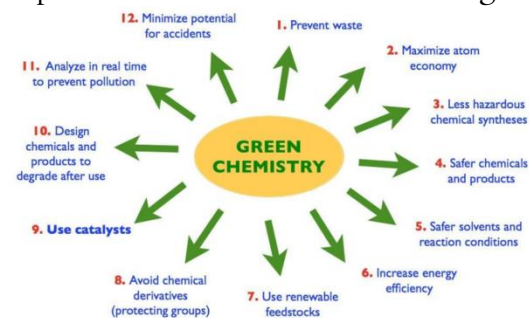 GREEN
CHEMISTRY
1. Prevent waste
2. Maximize atom
economy
3. Less hazardous
chemical syntheses
4. Safer chemicals
and products
5. Safer solvents and
reaction conditions
6. Increase energy
efficiency
7. Use renewable
feedstocks
8. Avoid chemical
derivatives
(protecting groups)
9. Use catalysts
10. Design
chemicals and
products to
degrade after use
11. Analyze in real time
to prevent pollution
12. Minimize potential
for accidents